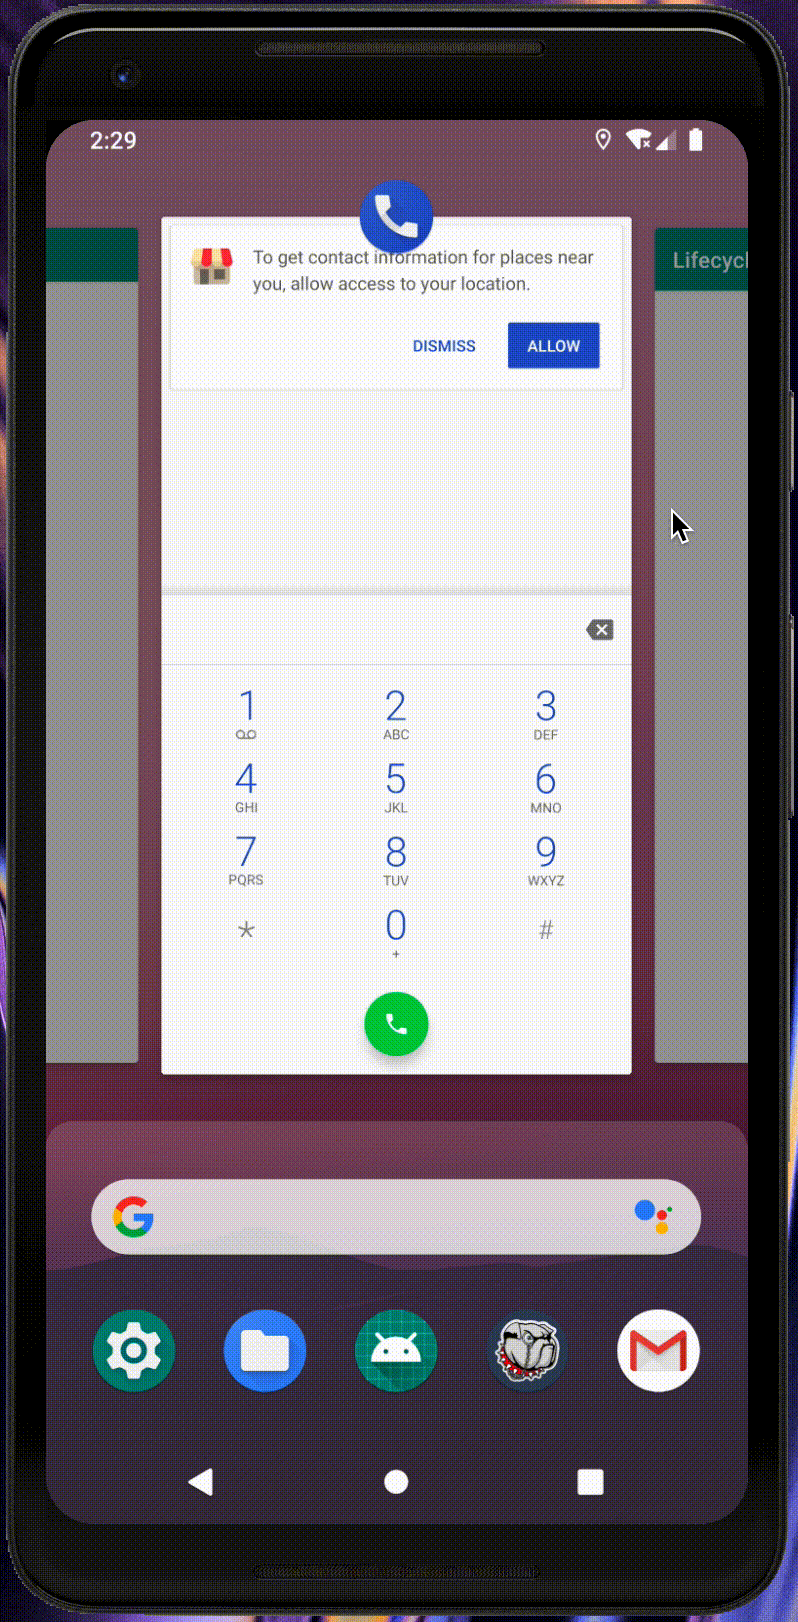 2:29
To get contact information for places near
you, allow access to your location.
DISMISS ALLOW
Lifecycl
1 2 3
ABC DEF
4 5 6
GHI JKL MNO
7 8 9
PQRS TUV WXYZ
* 0 #
+